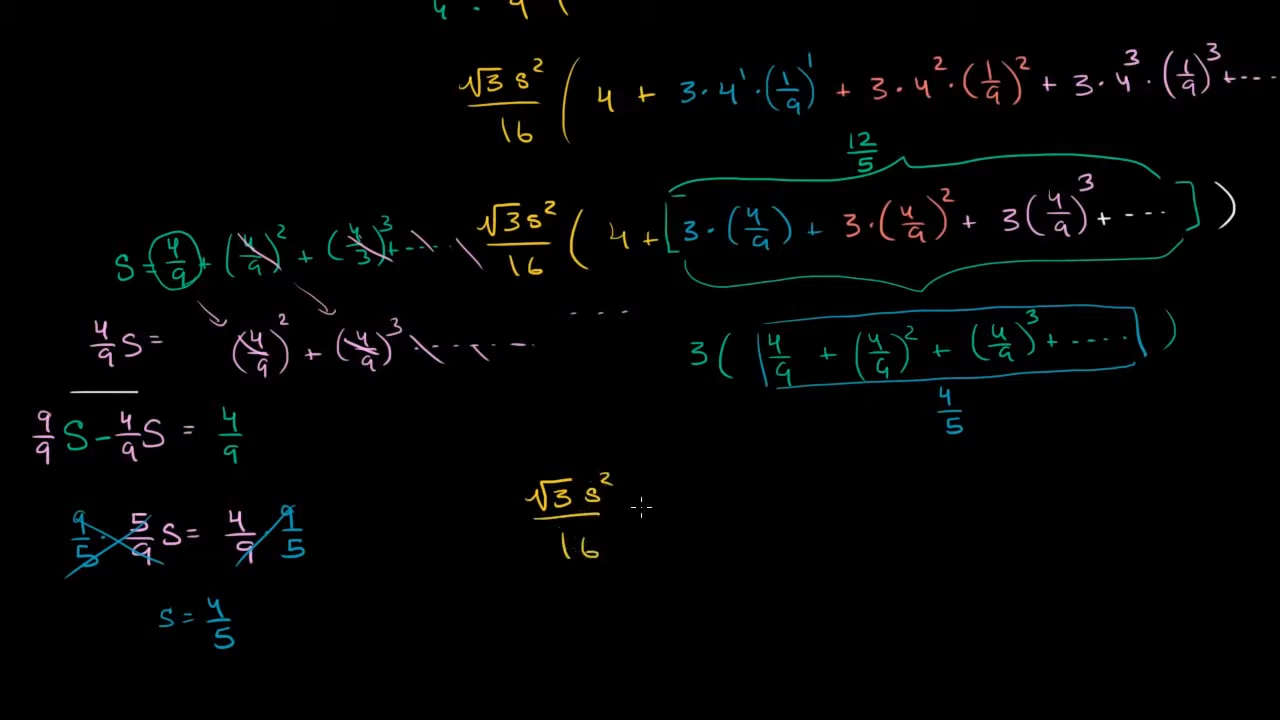 4 · 9 (
√3 s² / 16 ( 4 + 3 · 4¹ · (1/9)¹ + 3 · 4² · (1/9)² + 3 · 4³ · (1/9)³ + ····
12/5
√3 s² / 16 ( 4 + [ 3 · (4/9) + 3 · (4/9)² + 3 (4/9)³ + ···· ] )
S = 4/9 + (4/9)² + (4/3)³ + ·····
4/9 S = (4/9)² + (4/9)³ ········
3 ( 4/9 + (4/9)² + (4/9)³ + ····· )
4/5
9/9 S − 4/9 S = 4/9
√3 s² / 16
9/5 · 5/9 S = 4/9 · 9/5
S = 4/5